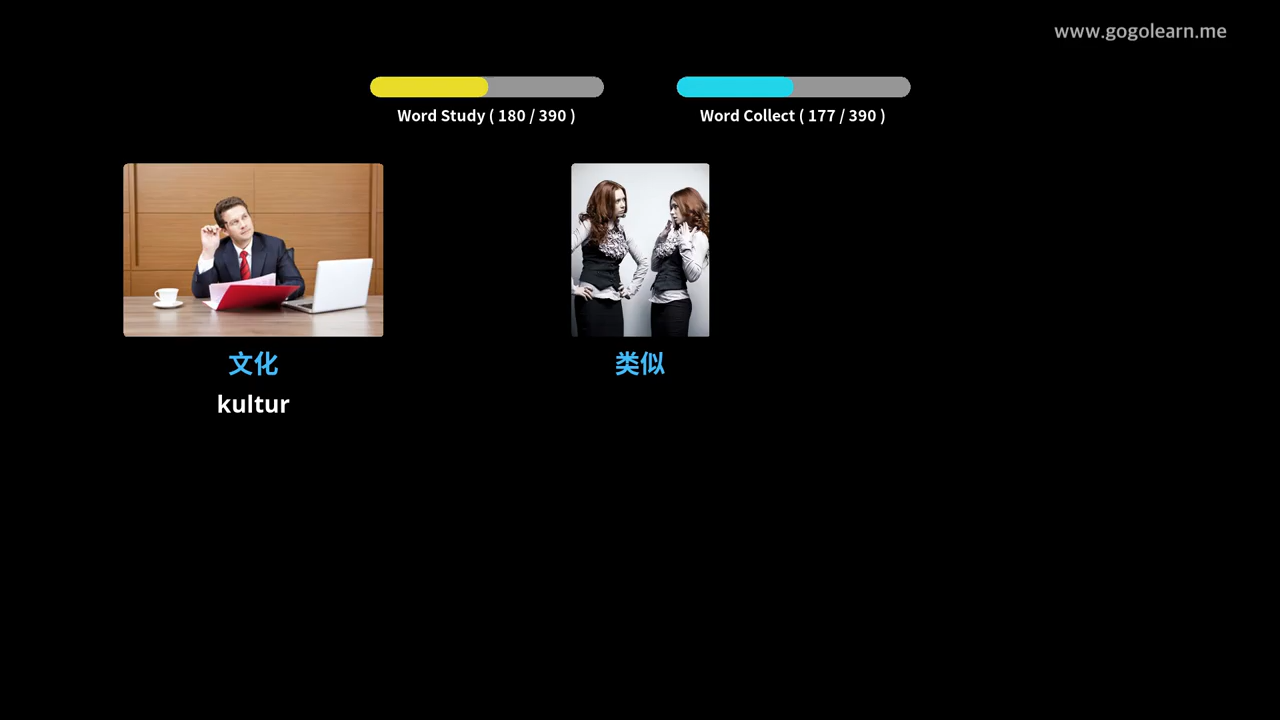 www.gogolearn.me
Word Study ( 180 / 390 )
Word Collect ( 177 / 390 )
文化
类似
kultur